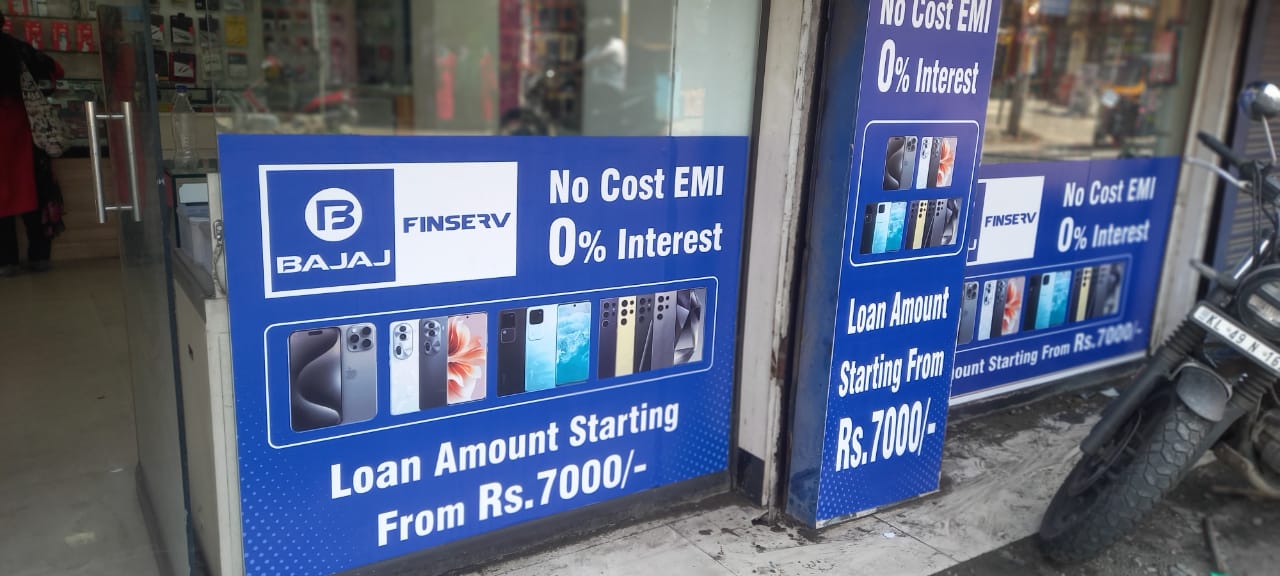 BAJAJ
FINSERV
No Cost EMI
0% Interest
Loan Amount Starting
From Rs.7000/-
No Cost EMI
0% Interest
Loan Amount
Starting From
Rs.7000/-
FINSERV
No Cost EMI
0% Interest
Starting From Rs.7000/-